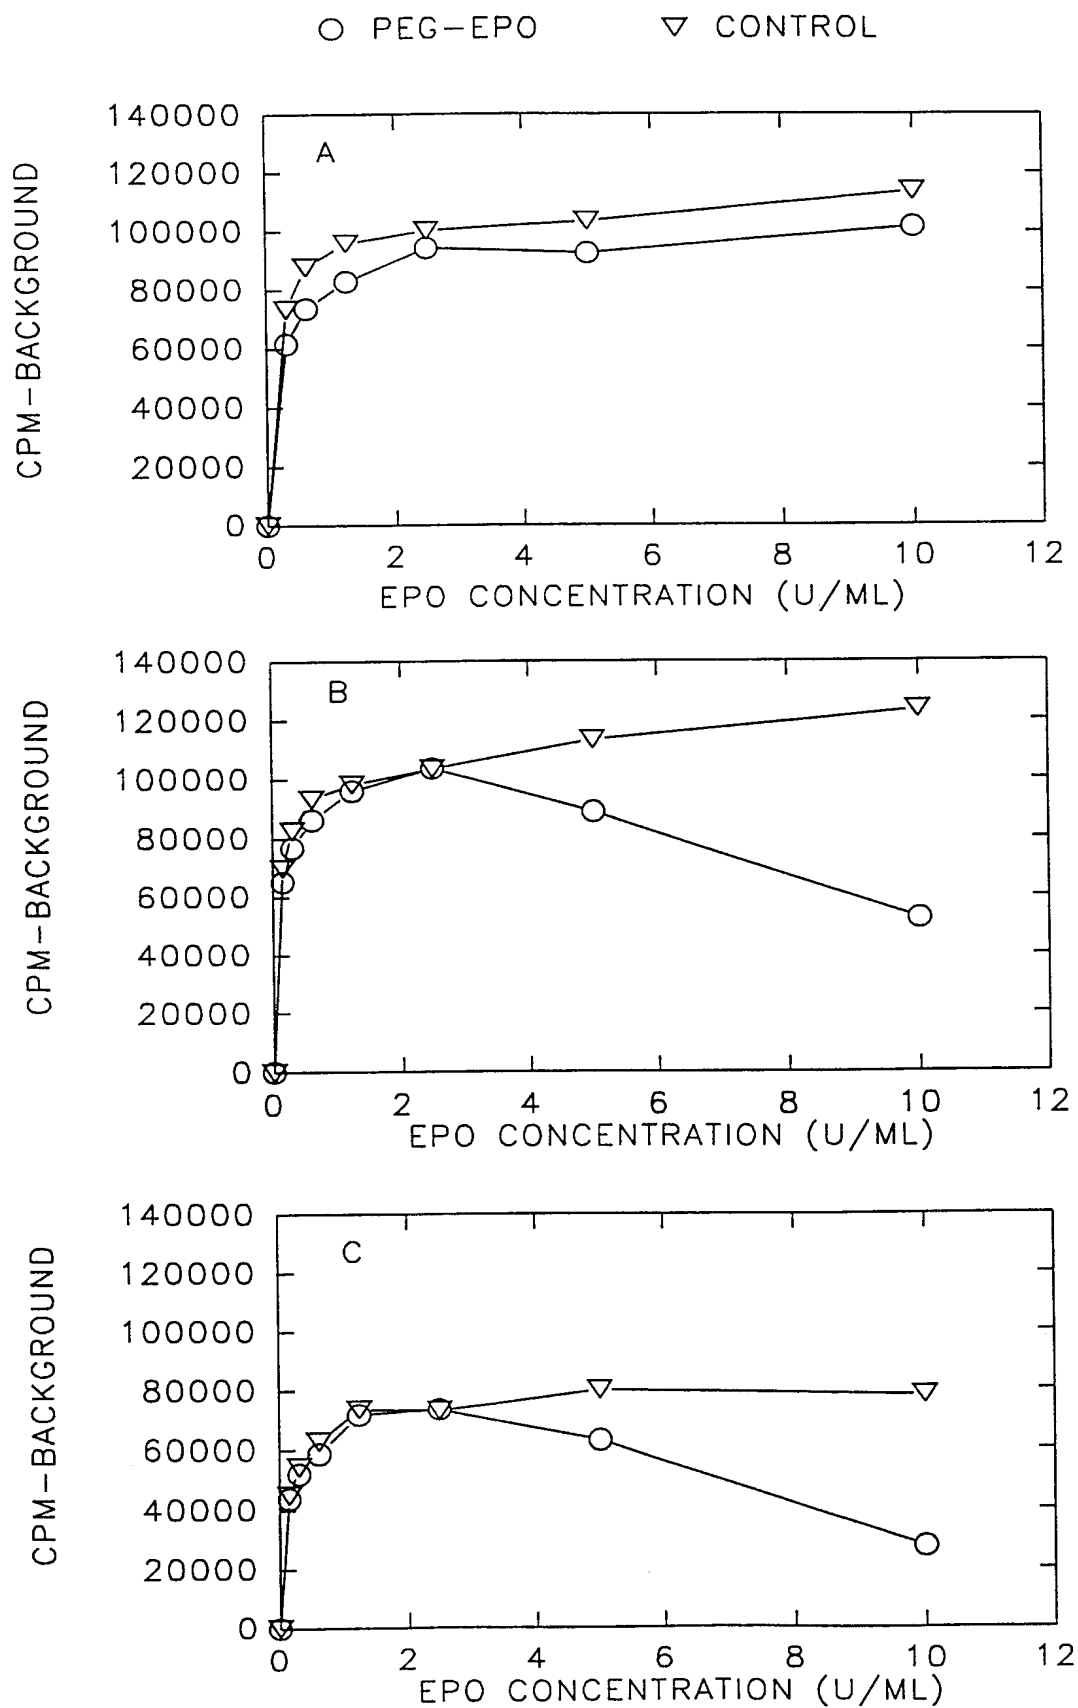 PEG-EPO CONTROL
A
CPM-BACKGROUND
140000
120000
100000
80000
60000
40000
20000
0
0 2 4 6 8 10 12
EPO CONCENTRATION (U/ML)
B
CPM-BACKGROUND
140000
120000
100000
80000
60000
40000
20000
0
0 2 4 6 8 10 12
EPO CONCENTRATION (U/ML)
C
CPM-BACKGROUND
140000
120000
100000
80000
60000
40000
20000
0
0 2 4 6 8 10 12
EPO CONCENTRATION (U/ML)